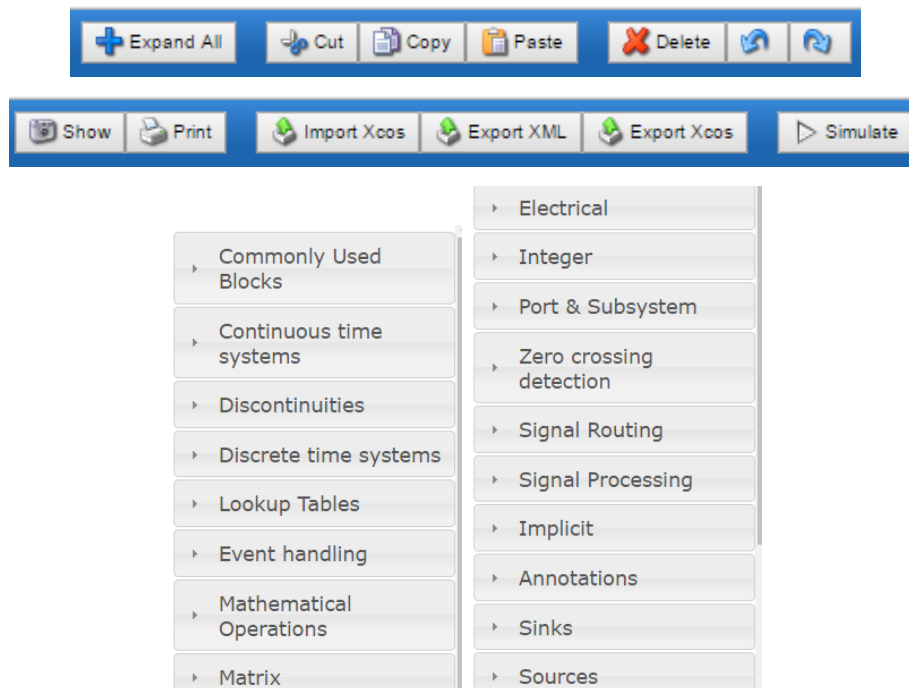 Expand All Cut Copy Paste Delete
Show Print Import Xcos Export XML Export Xcos Simulate
Commonly Used
Blocks
Continuous time
systems
Discontinuities
Discrete time systems
Lookup Tables
Event handling
Mathematical
Operations
Matrix
Electrical
Integer
Port & Subsystem
Zero crossing
detection
Signal Routing
Signal Processing
Implicit
Annotations
Sinks
Sources